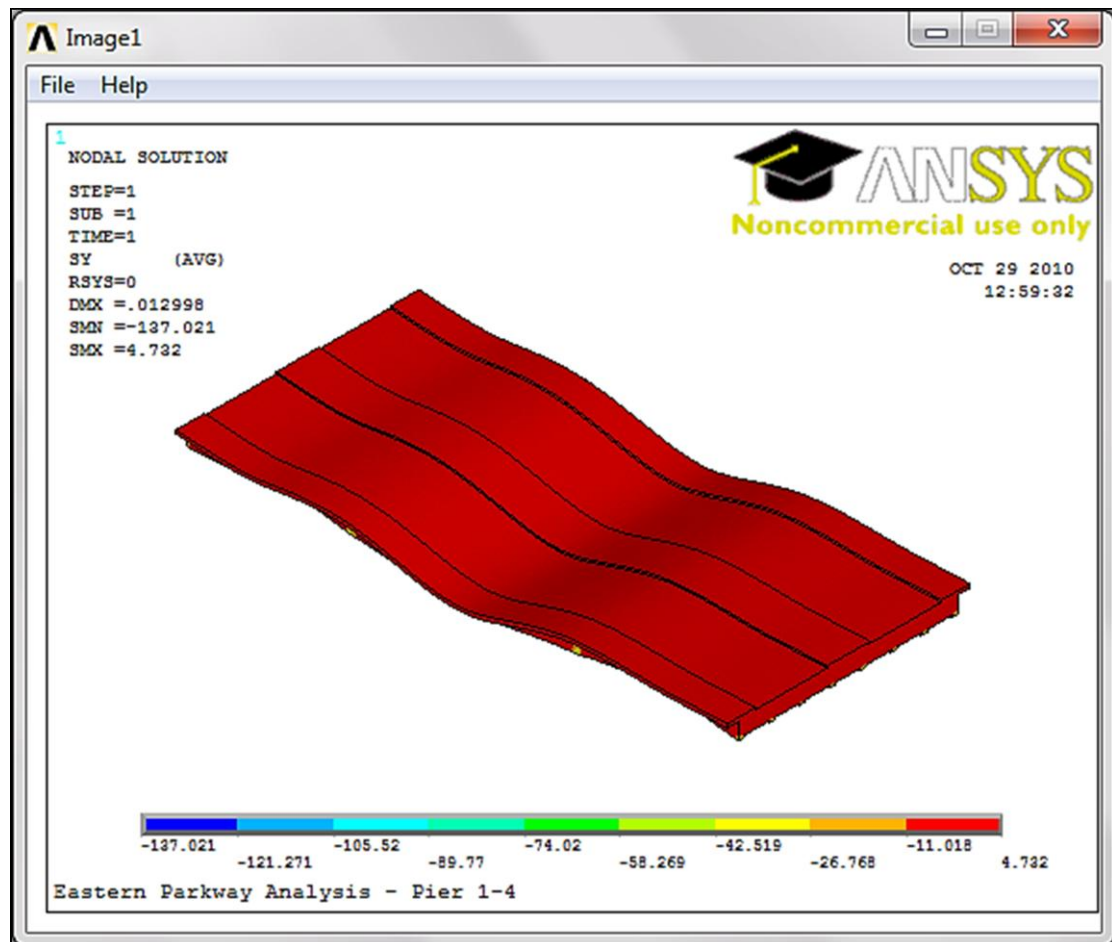 Image1
File Help
1
NODAL SOLUTION
STEP=1
SUB =1
TIME=1
SY (AVG)
RSYS=0
DMX =.012998
SMN =-137.021
SMX =4.732
ANSYS
Noncommercial use only
OCT 29 2010
12:59:32
-137.021 -105.52 -74.02 -42.519 -11.018
-121.271 -89.77 -58.269 -26.768 4.732
Eastern Parkway Analysis - Pier 1-4